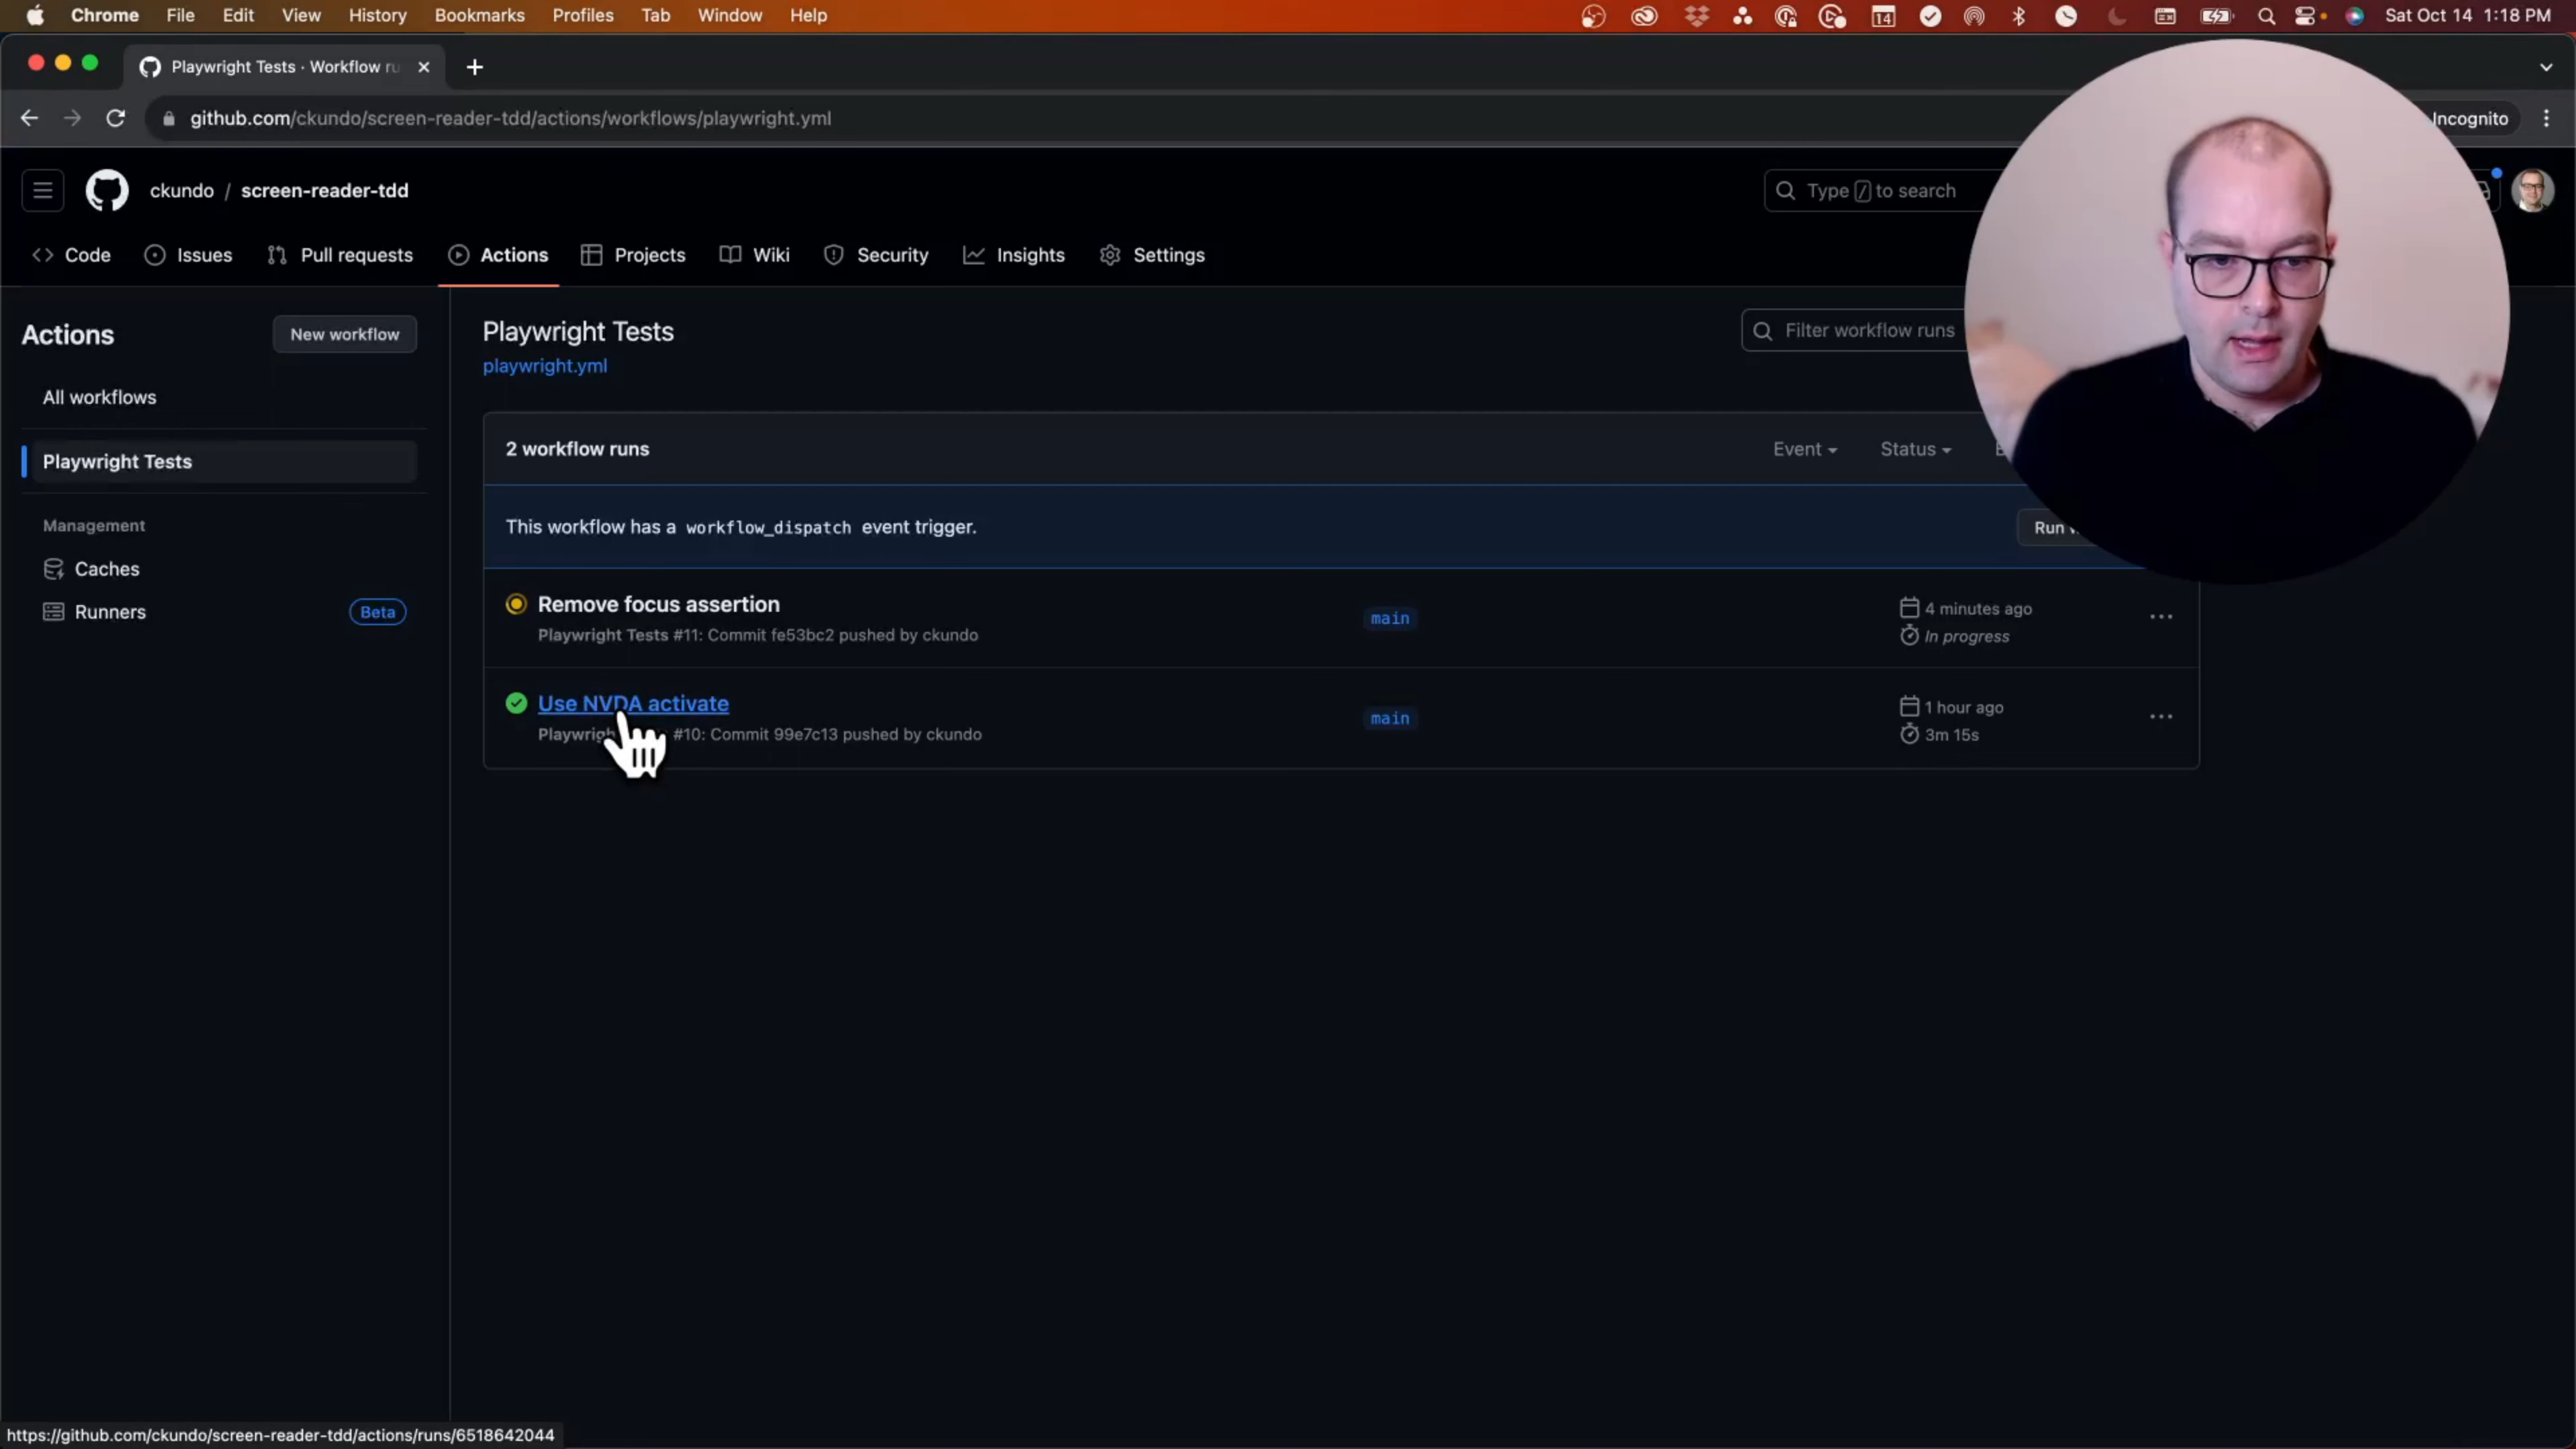 Chrome File Edit View History Bookmarks Profiles Tab Window Help
14
Sat Oct 14 1:18 PM
Playwright Tests · Workflow ru
github.com/ckundo/screen-reader-tdd/actions/workflows/playwright.yml
Incognito
ckundo / screen-reader-tdd
Type / to search
Code Issues Pull requests Actions Projects Wiki Security Insights Settings
Actions
New workflow
All workflows
Playwright Tests
Management
Caches
Runners Beta
Playwright Tests
playwright.yml
Filter workflow runs
2 workflow runs
Event Status
This workflow has a workflow_dispatch event trigger.
Run
Remove focus assertion
Playwright Tests #11: Commit fe53bc2 pushed by ckundo
main
4 minutes ago
In progress
Use NVDA activate
Playwrigh #10: Commit 99e7c13 pushed by ckundo
main
1 hour ago
3m 15s
https://github.com/ckundo/screen-reader-tdd/actions/runs/6518642044